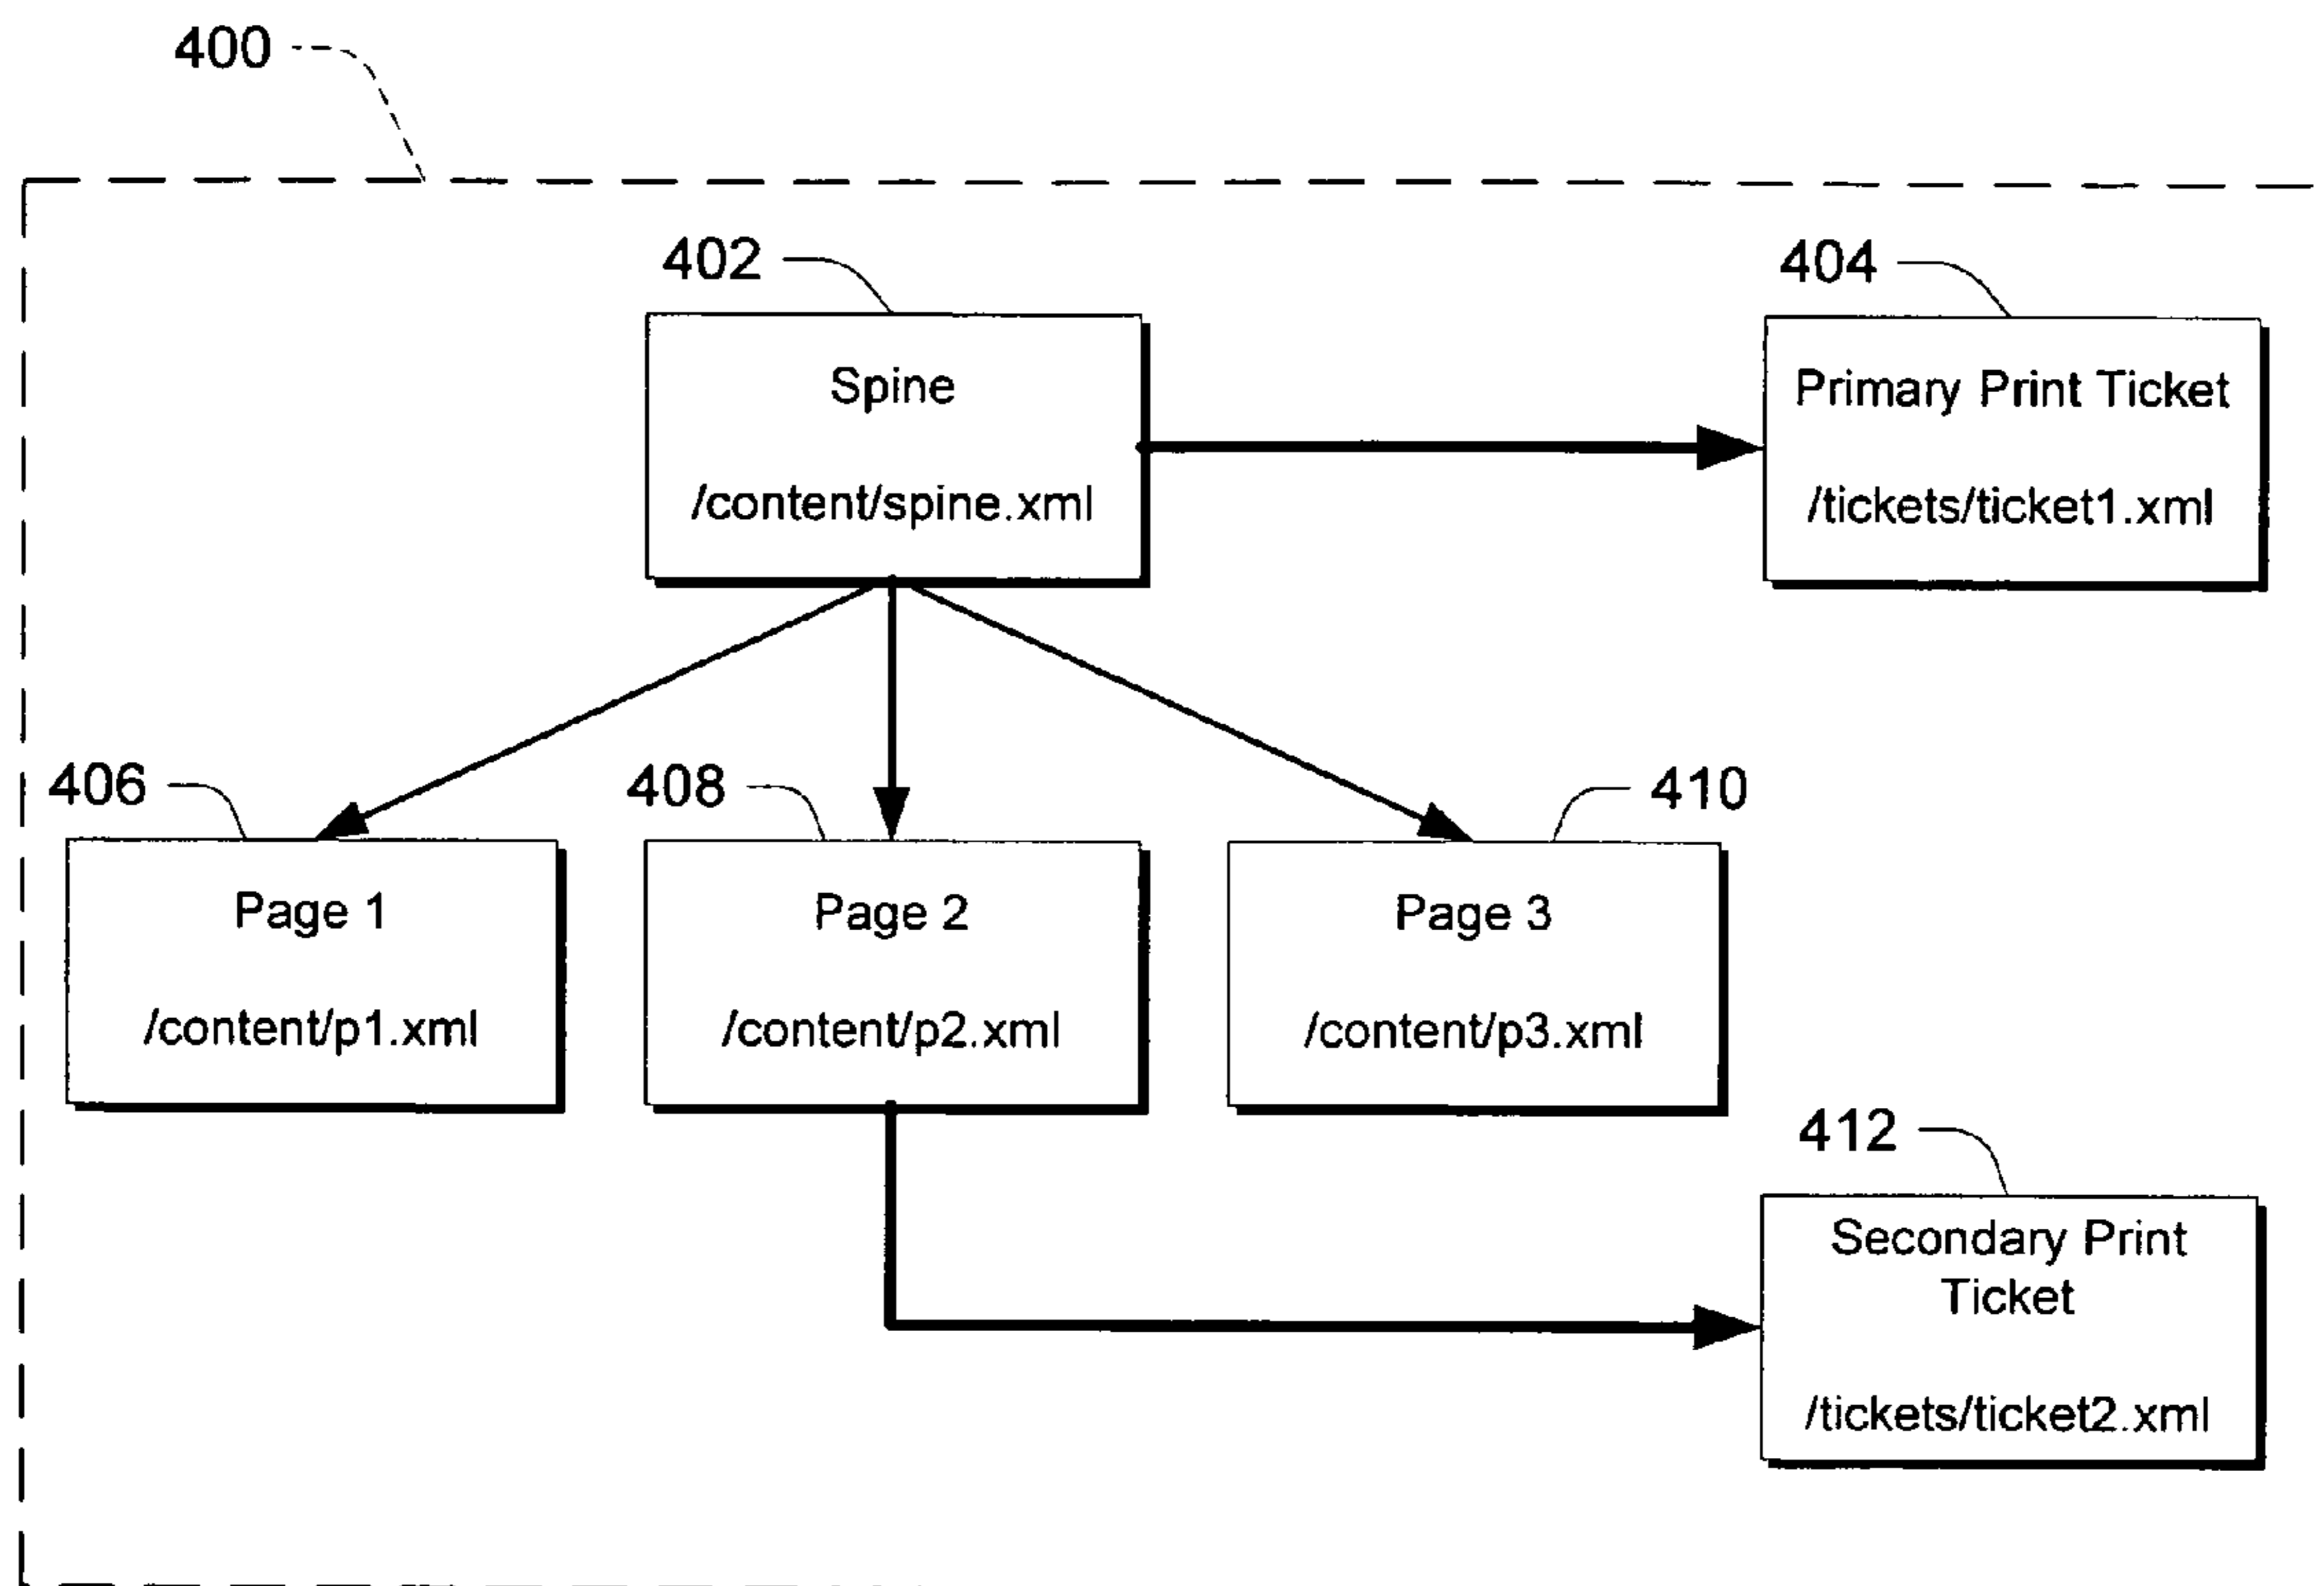 400
402
404
Spine
/content/spine.xml
Primary Print Ticket
/tickets/ticket1.xml
406
408
410
Page 1
/content/p1.xml
Page 2
/content/p2.xml
Page 3
/content/p3.xml
412
Secondary Print
Ticket
/tickets/ticket2.xml